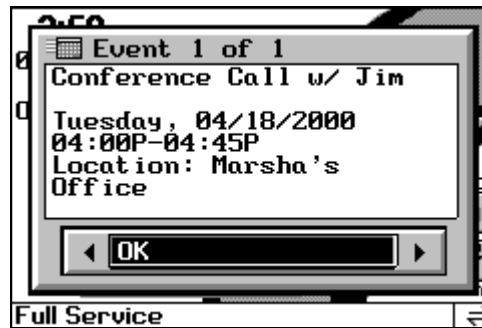 Event 1 of 1
Conference Call w/ Jim
Tuesday, 04/18/2000
04:00P-04:45P
Location: Marsha's
Office
OK
Full Service